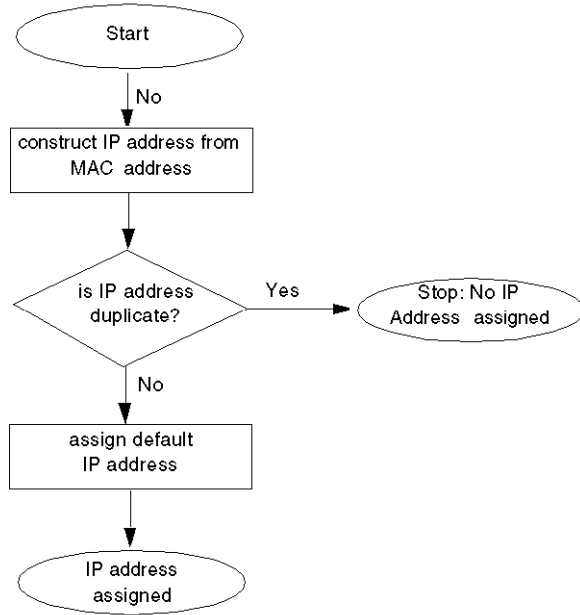 Start
No
construct IP address from
MAC address
is IP address
duplicate?
Yes
Stop: No IP
Address assigned
No
assign default
IP address
IP address
assigned